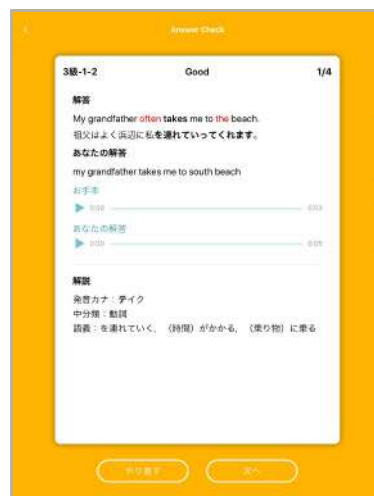 Answer Check
3級-1-2 Good 1/4
解答
My grandfather often takes me to the beach.
祖父はよく浜辺に私を連れていってくれます。
あなたの解答
my grandfather takes me to south beach
お手本
0:00 0:03
あなたの解答
0:00 0:05
解説
発音カナ：テイク
中分類：動詞
語義：を連れていく，（時間）がかかる，（乗り物）に乗る
やり直す 次へ